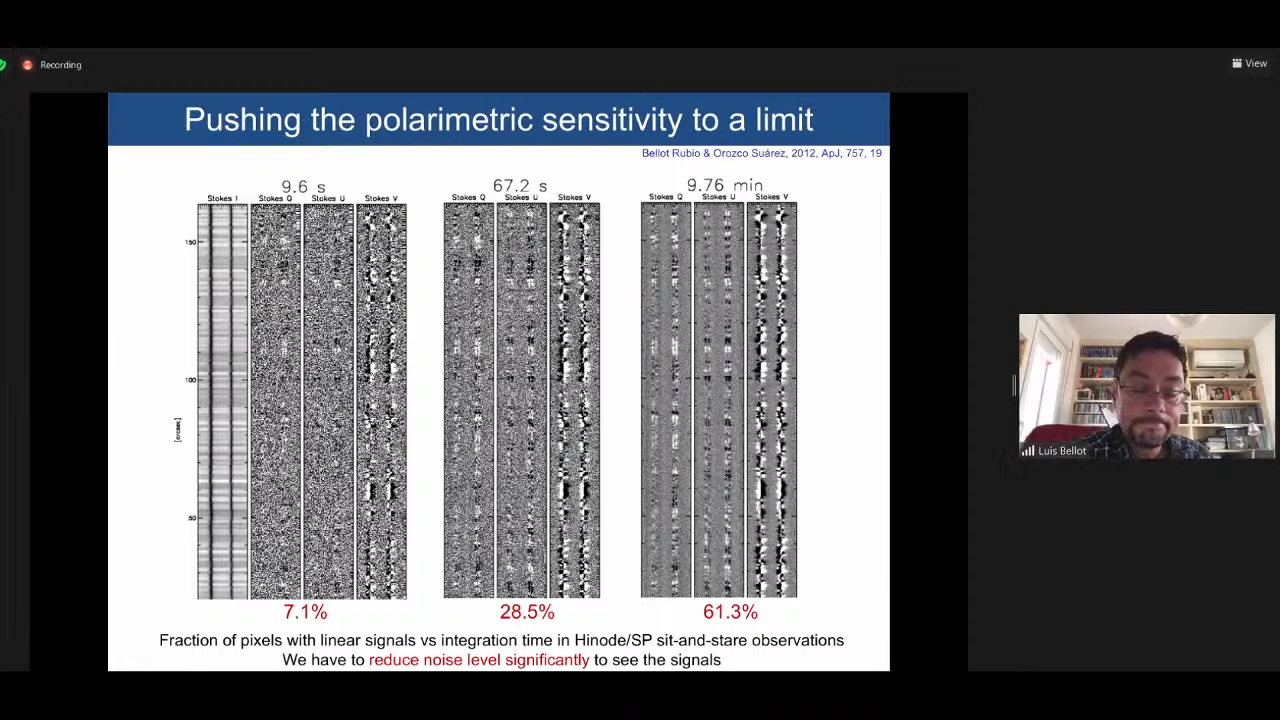 Recording
View
Pushing the polarimetric sensitivity to a limit
Bellot Rubio & Orozco Suárez, 2012, ApJ, 757, 19
9.6 s
67.2 s
9.76 min
Stokes I Stokes Q Stokes U Stokes V
Stokes Q Stokes U Stokes V
Stokes Q Stokes U Stokes V
150
100
[arcsec]
50
7.1%
28.5%
61.3%
Fraction of pixels with linear signals vs integration time in Hinode/SP sit-and-stare observations
We have to reduce noise level significantly to see the signals
Luis Bellot